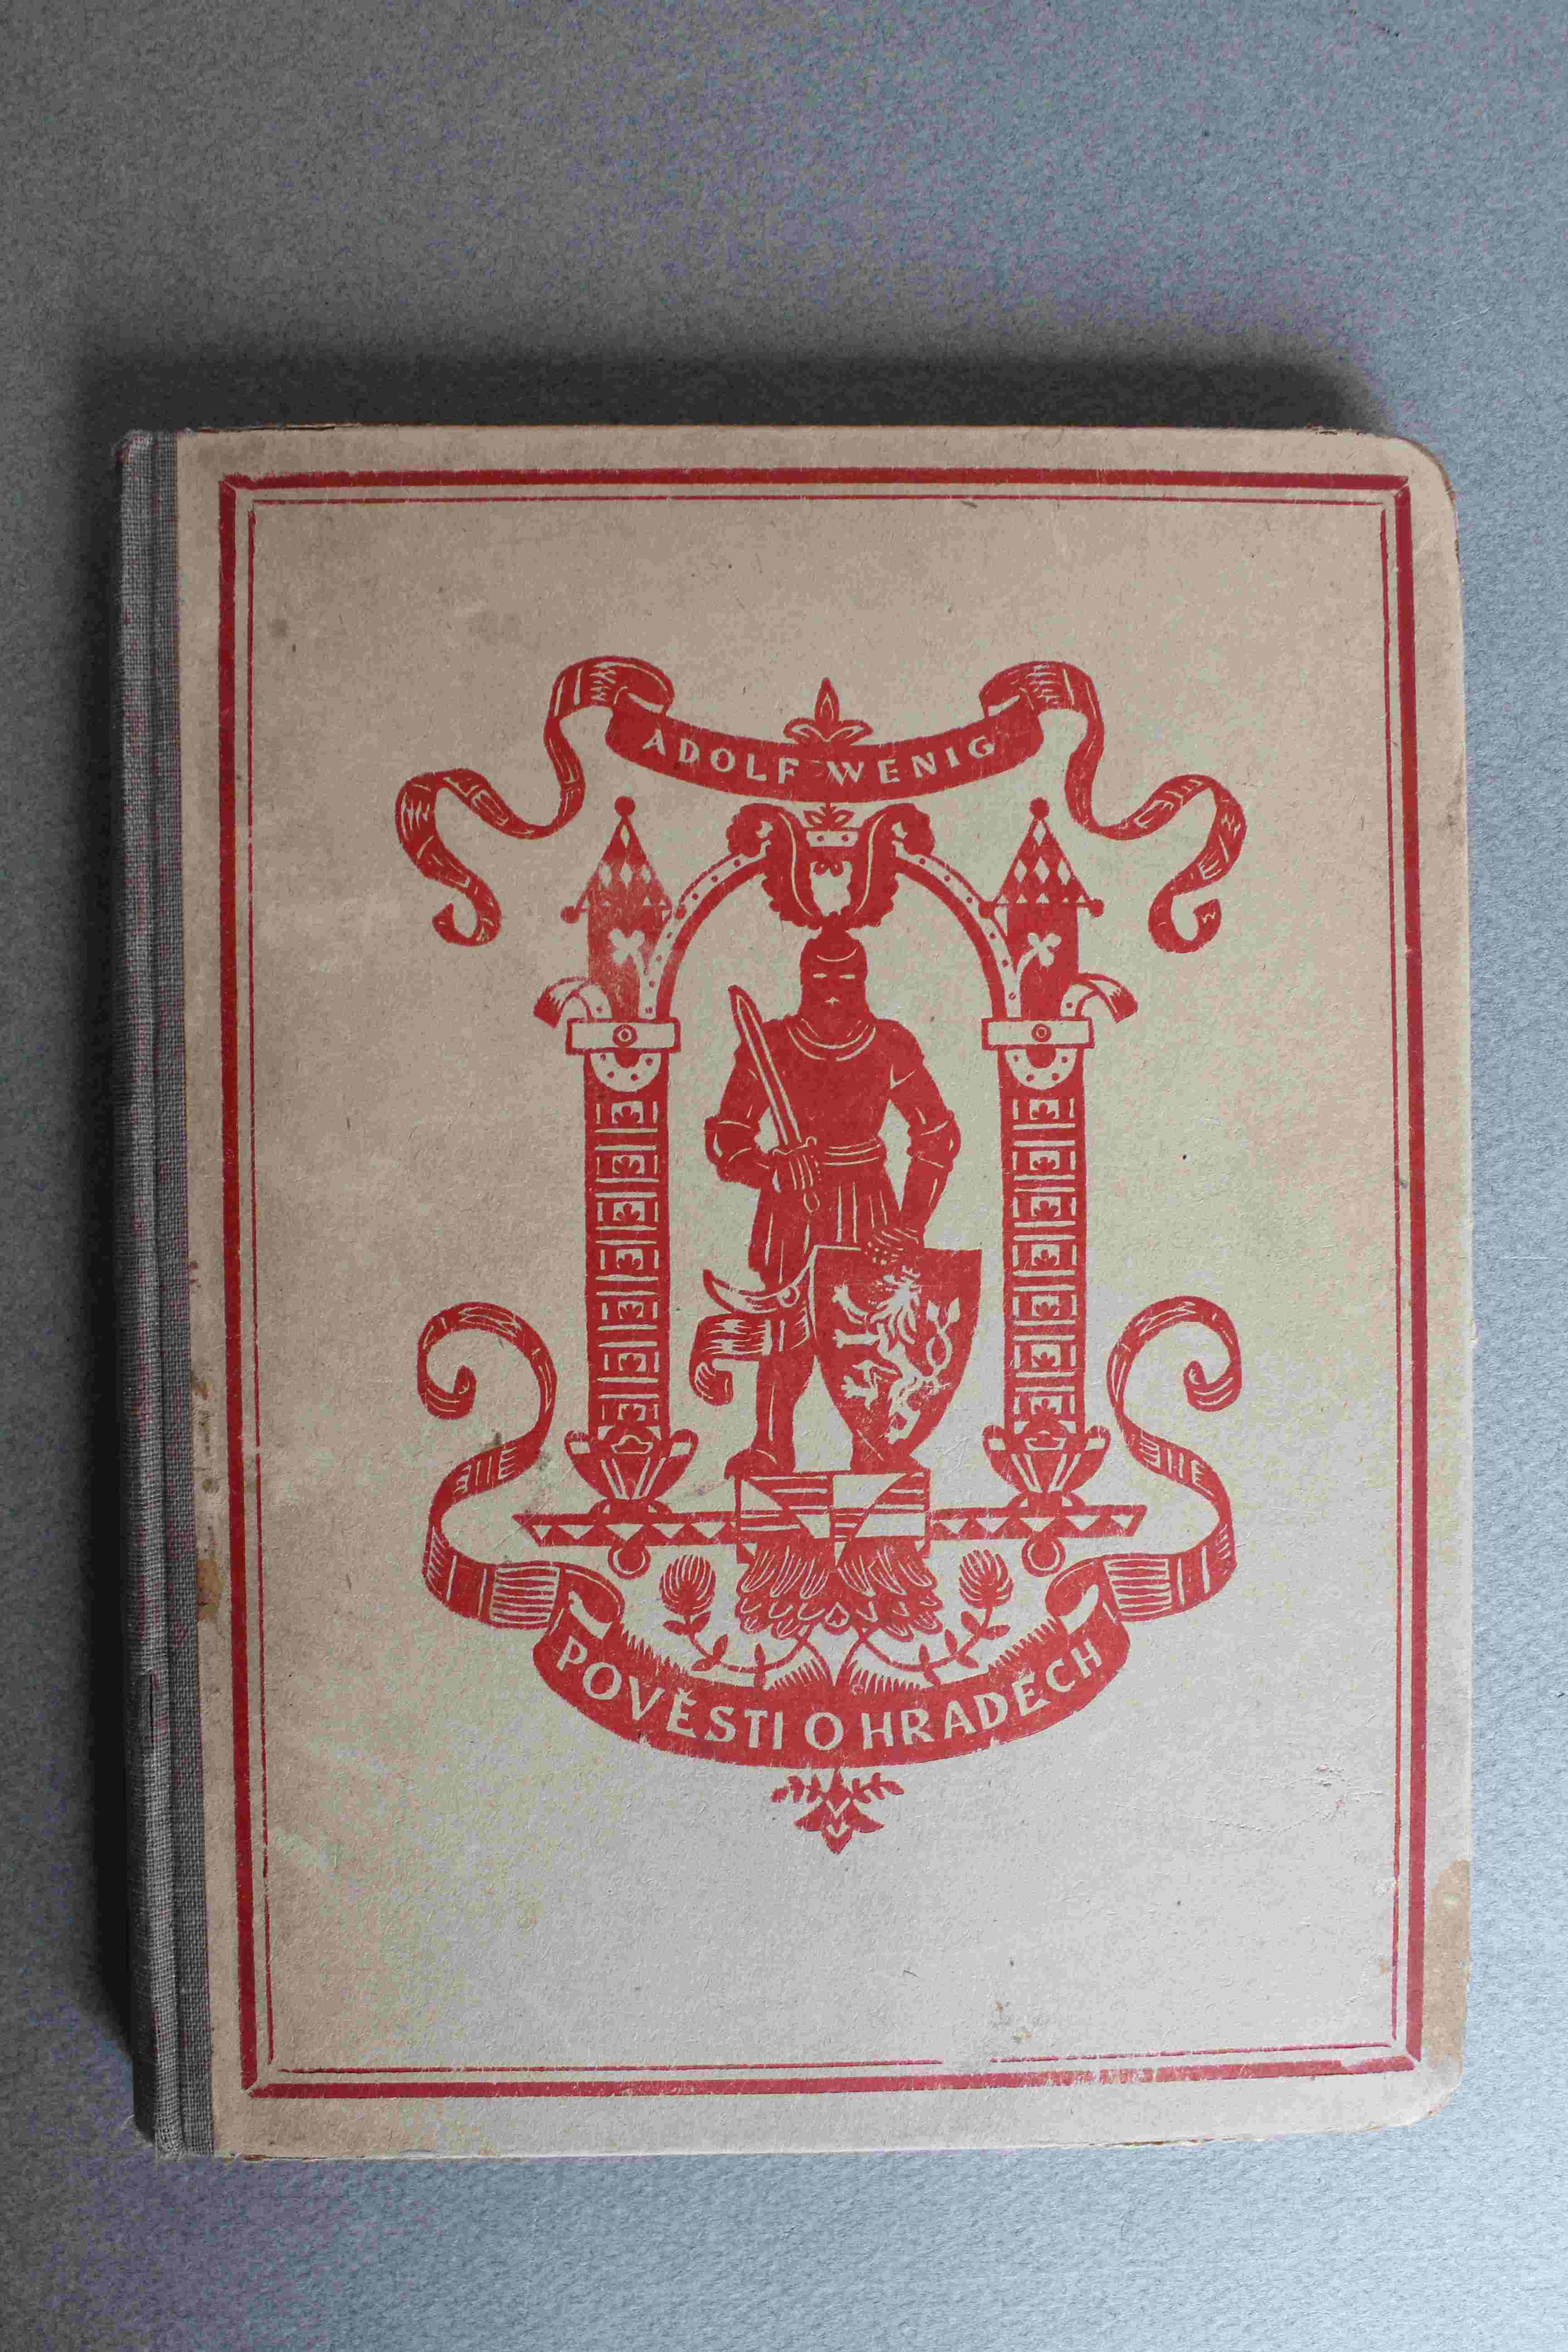 ADOLF WENIG
W
POVĚSTI O HRADECH